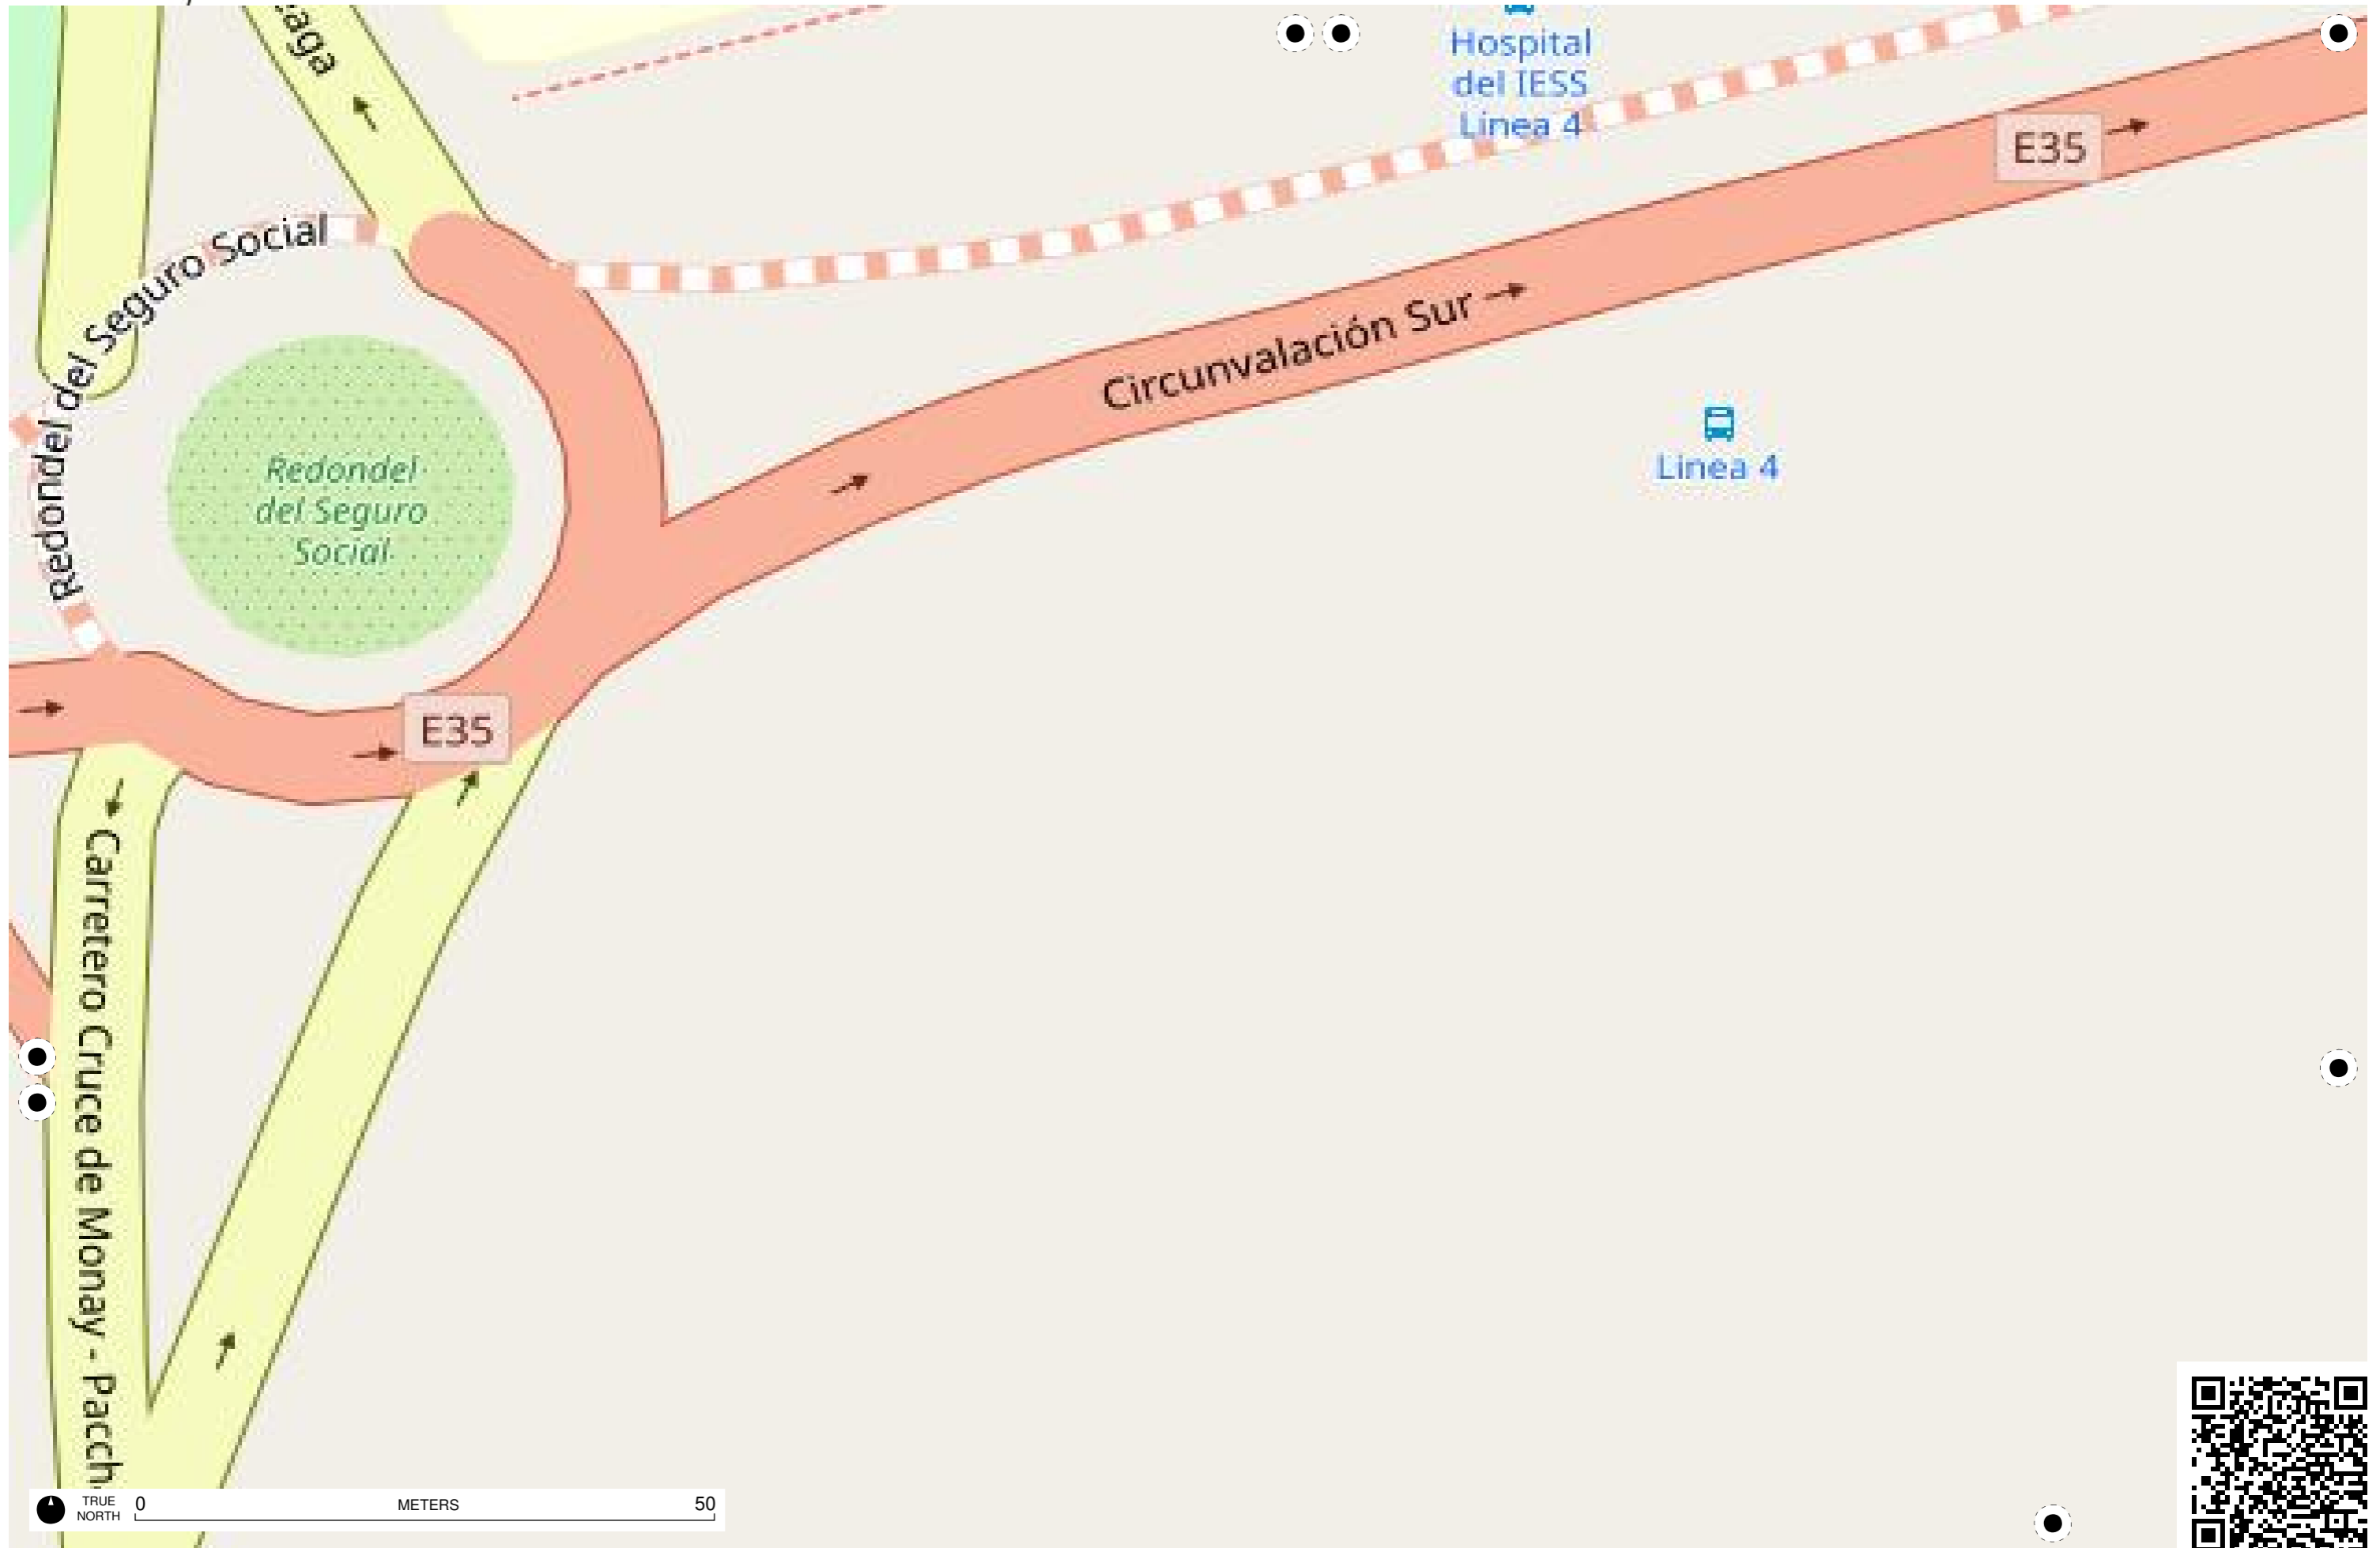 eaga
Hospital
del IESS
Linea 4
E35
Redondel del Seguro Social
Circunvalación Sur
Linea 4
Redondel
del Seguro
Social
E35
Carretero Cruce de Monay - Pacch
TRUE
NORTH
0 METERS 50